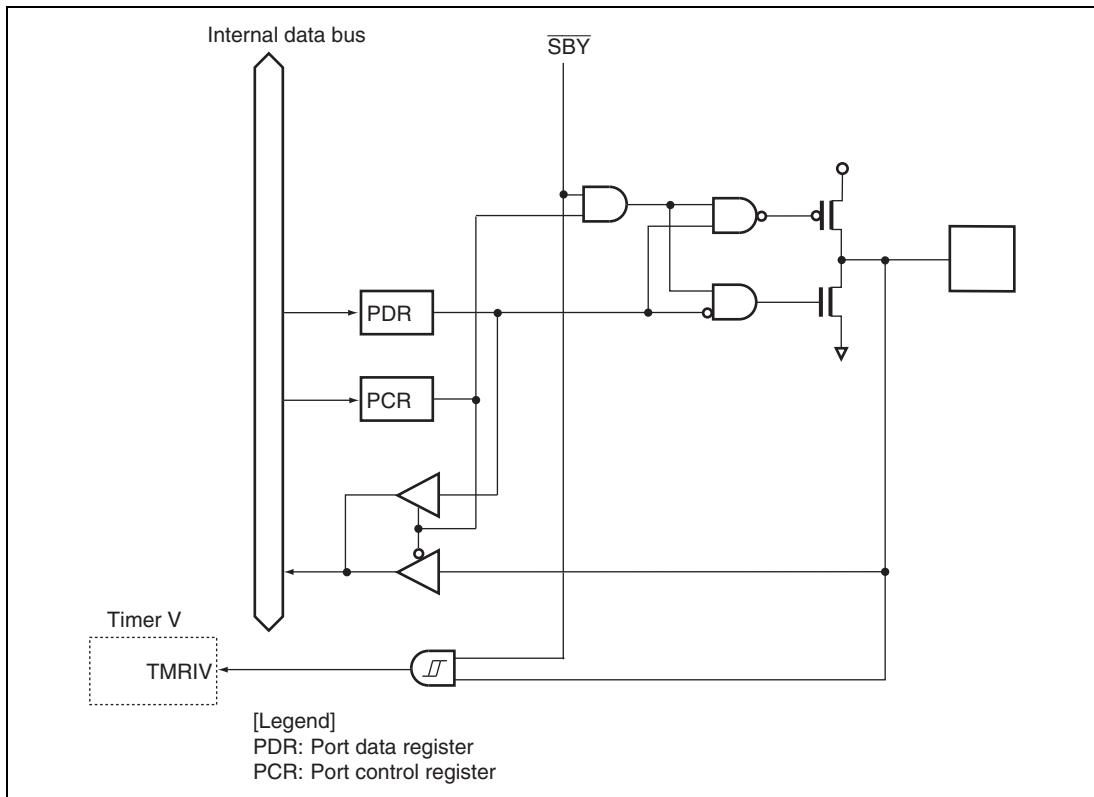 Internal data bus
SBY
PDR
PCR
Timer V
TMRIV
[Legend]
PDR: Port data register
PCR: Port control register